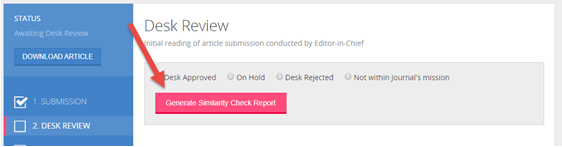 STATUS
Awaiting Desk Review
DOWNLOAD ARTICLE
1. SUBMISSION
2. DESK REVIEW
Desk Review
Initial reading of article submission conducted by Editor-in-Chief
Desk Approved On Hold Desk Rejected Not within Journal's mission
Generate Similarity Check Report